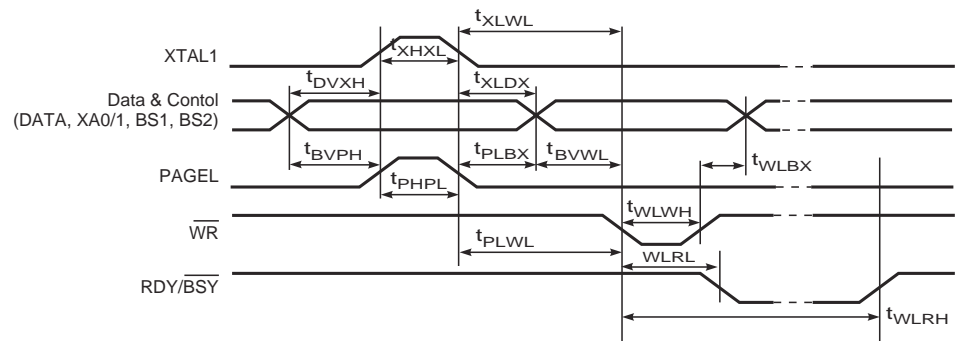 tXLWL
XTAL1
tXHXL
tDVXH
tXLDX
Data & Contol
(DATA, XA0/1, BS1, BS2)
tBVPH
tPLBX
tBVWL
tWLBX
PAGEL
tPHPL
tWLWH
WR
tPLWL
WLRL
RDY/BSY
tWLRH